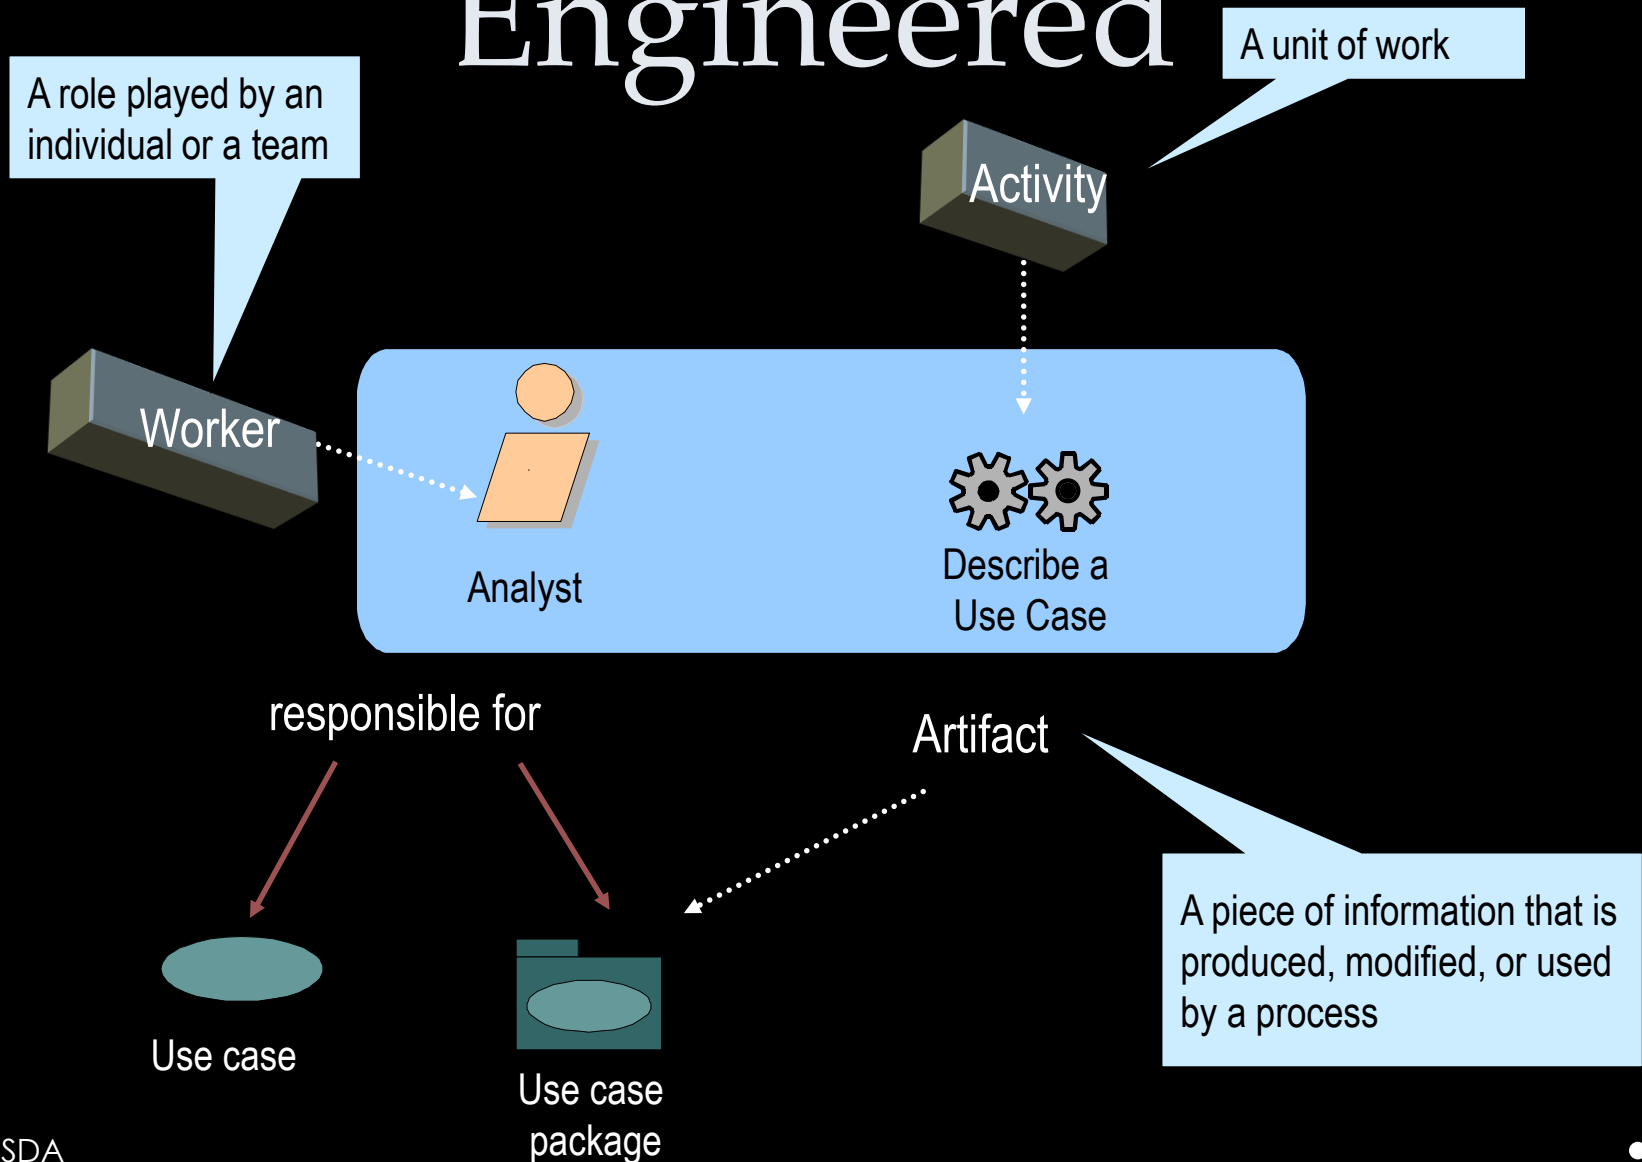 Engineered
A unit of work
A role played by an
individual or a team
Activity
Worker
Analyst
Describe a
Use Case
responsible for
Artifact
A piece of information that is
produced, modified, or used
by a process
Use case
Use case
package
SDA